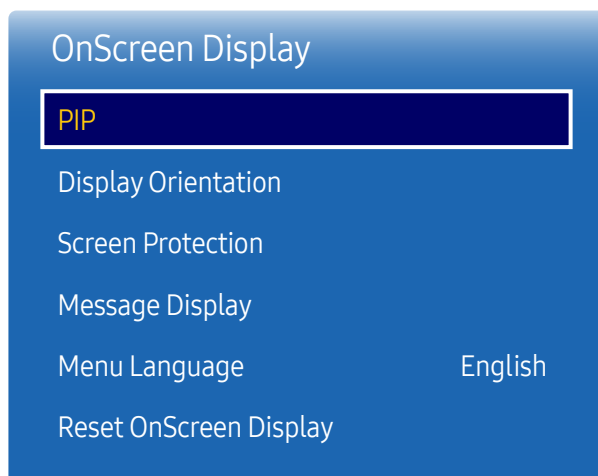 OnScreen Display
PIP
Display Orientation
Screen Protection
Message Display
Menu Language English
Reset OnScreen Display